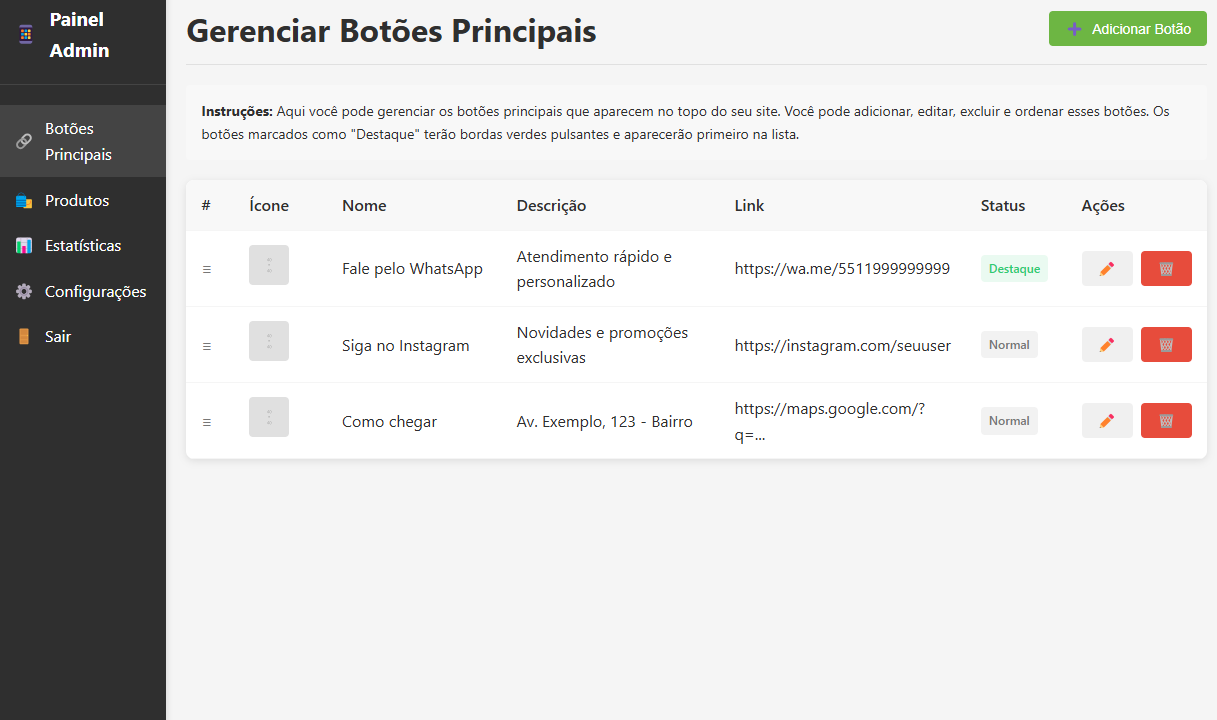 Painel
Admin
Botões
Principais
Produtos
Estatísticas
Configurações
Sair
Gerenciar Botões Principais
Adicionar Botão
Instruções: Aqui você pode gerenciar os botões principais que aparecem no topo do seu site. Você pode adicionar, editar, excluir e ordenar esses botões. Os
botões marcados como "Destaque" terão bordas verdes pulsantes e aparecerão primeiro na lista.
# Ícone Nome Descrição Link Status Ações
Fale pelo WhatsApp
Atendimento rápido e
personalizado
https://wa.me/5511999999999
Destaque
Siga no Instagram
Novidades e promoções
exclusivas
https://instagram.com/seuuser
Normal
Como chegar
Av. Exemplo, 123 - Bairro
https://maps.google.com/?
q=...
Normal